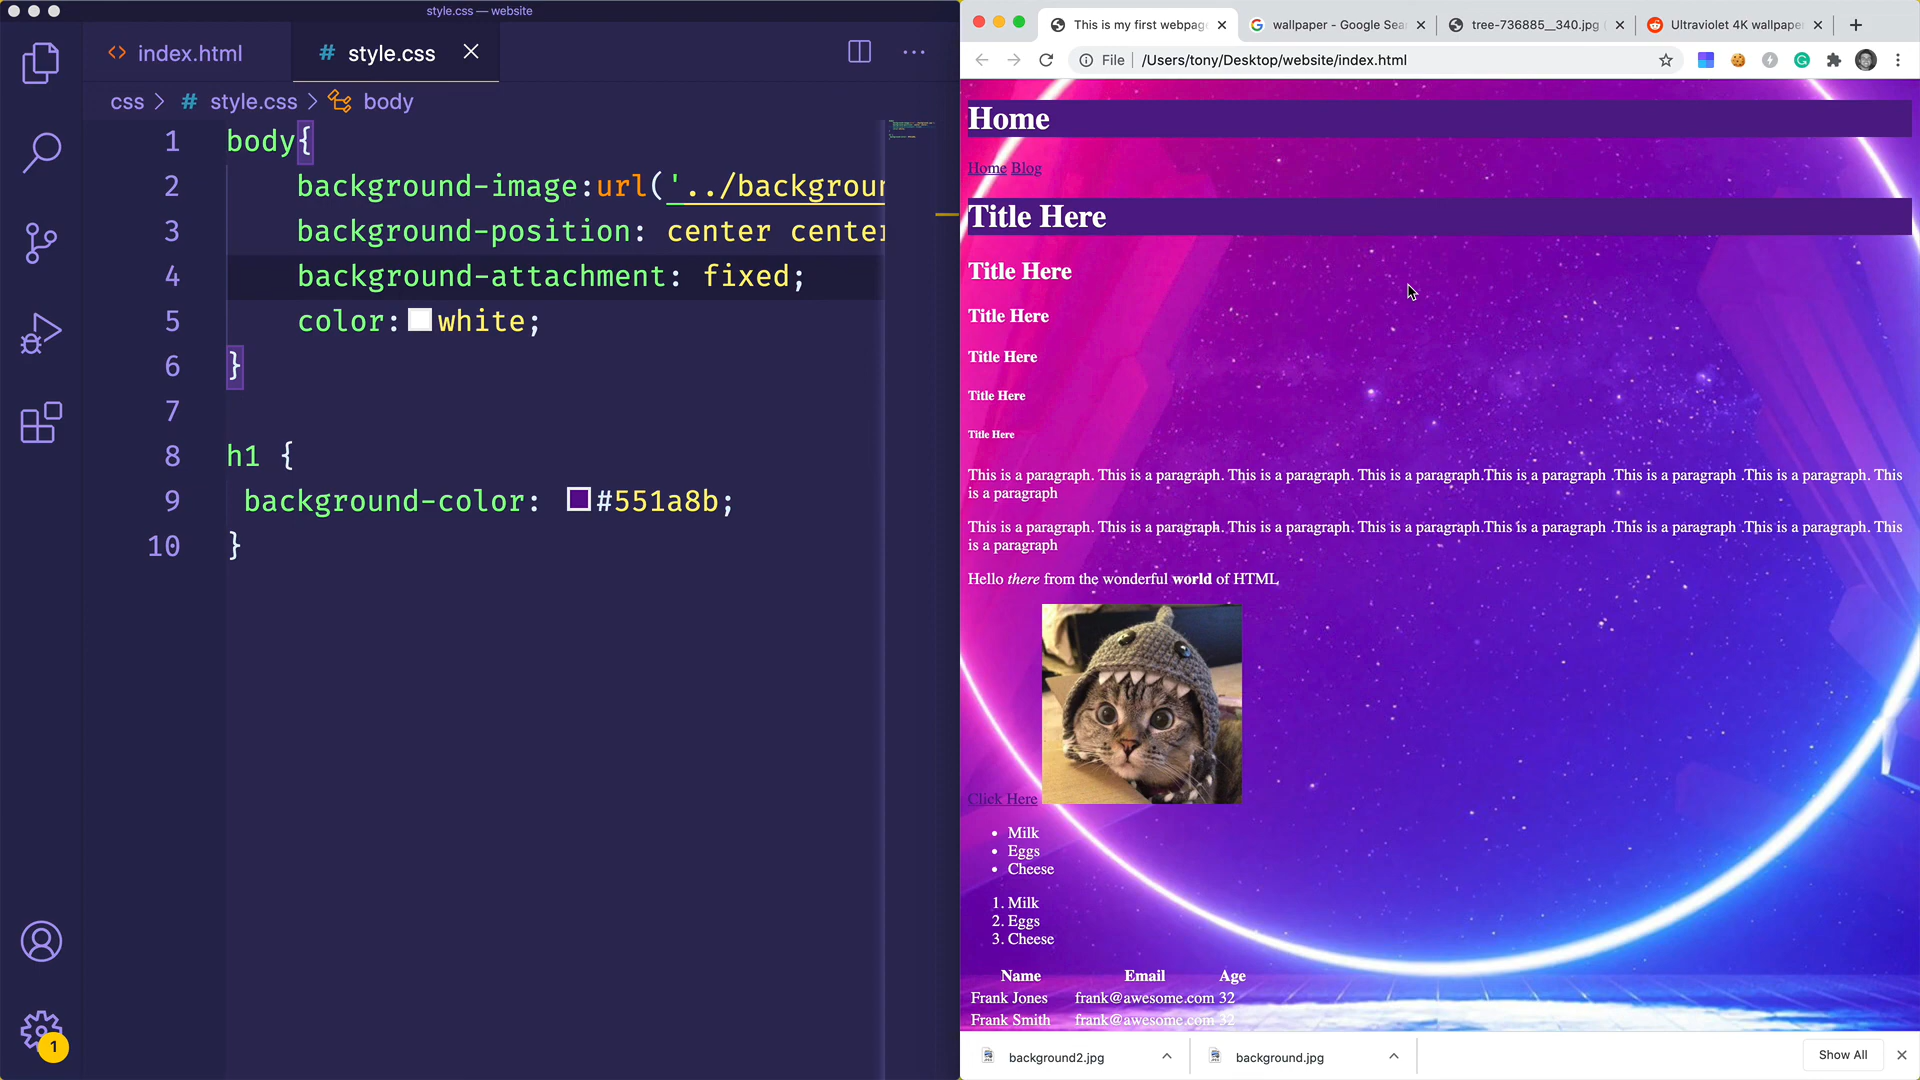 style.css — website
index.html
style.css
css > # style.css > body
1 body{
2 background-image:url('../backgroun
3 background-position: center center
4 background-attachment: fixed;
5 color: white;
6 }
7
8 h1 {
9 background-color: #551a8b;
10 }
1
This is my first webpag
wallpaper - Google Sea
tree-736885__340.jpg
Ultraviolet 4K wallpape
File | /Users/tony/Desktop/website/index.html
Home
Home Blog
Title Here
Title Here
Title Here
Title Here
Title Here
Title Here
This is a paragraph. This is a paragraph. This is a paragraph. This is a paragraph.This is a paragraph .This is a paragraph .This is a paragraph. This
is a paragraph
This is a paragraph. This is a paragraph. This is a paragraph. This is a paragraph.This is a paragraph .This is a paragraph .This is a paragraph. This
is a paragraph
Hello there from the wonderful world of HTML
Click Here
• Milk
• Eggs
• Cheese
1. Milk
2. Eggs
3. Cheese
Name Email Age
Frank Jones frank@awesome.com 32
Frank Smith frank@awesome.com 32
background2.jpg
background.jpg
Show All